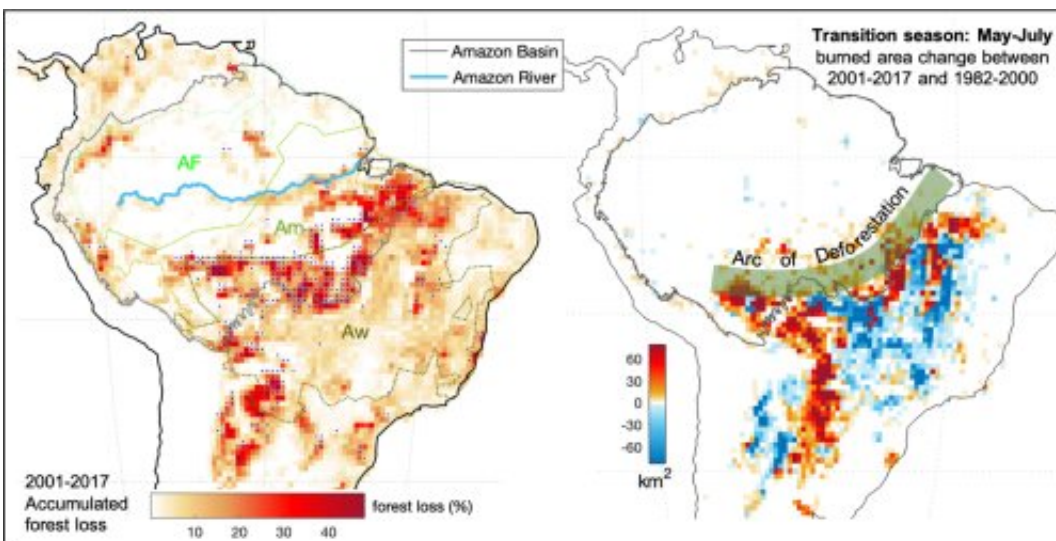 Amazon Basin
Amazon River
AF
Am
Aw
2001-2017
Accumulated
forest loss
forest loss (%)
10 20 30 40
Transition season: May-July
burned area change between
2001-2017 and 1982-2000
Arc of Deforestation
60
30
0
-30
-60
km²